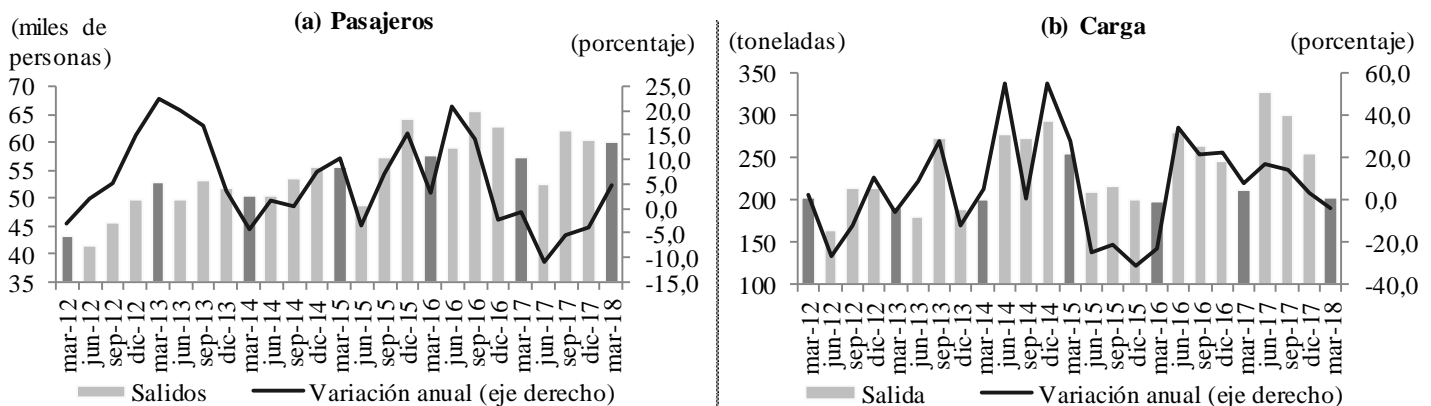 (a) Pasajeros
(miles de
personas)
(porcentaje)
70
65
60
55
50
45
40
35
25,0
20,0
15,0
10,0
5,0
0,0
-5,0
-10,0
-15,0
mar-12
jun-12
sep-12
dic-12
mar-13
jun-13
sep-13
dic-13
mar-14
jun-14
sep-14
dic-14
mar-15
jun-15
sep-15
dic-15
mar-16
jun-16
sep-16
dic-16
mar-17
jun-17
sep-17
dic-17
mar-18
Salidos
Variación anual (eje derecho)
(b) Carga
(toneladas)
(porcentaje)
350
300
250
200
150
100
60,0
40,0
20,0
0,0
-20,0
-40,0
mar-12
jun-12
sep-12
dic-12
mar-13
jun-13
sep-13
dic-13
mar-14
jun-14
sep-14
dic-14
mar-15
jun-15
sep-15
dic-15
mar-16
jun-16
sep-16
dic-16
mar-17
jun-17
sep-17
dic-17
mar-18
Salida
Variación anual (eje derecho)